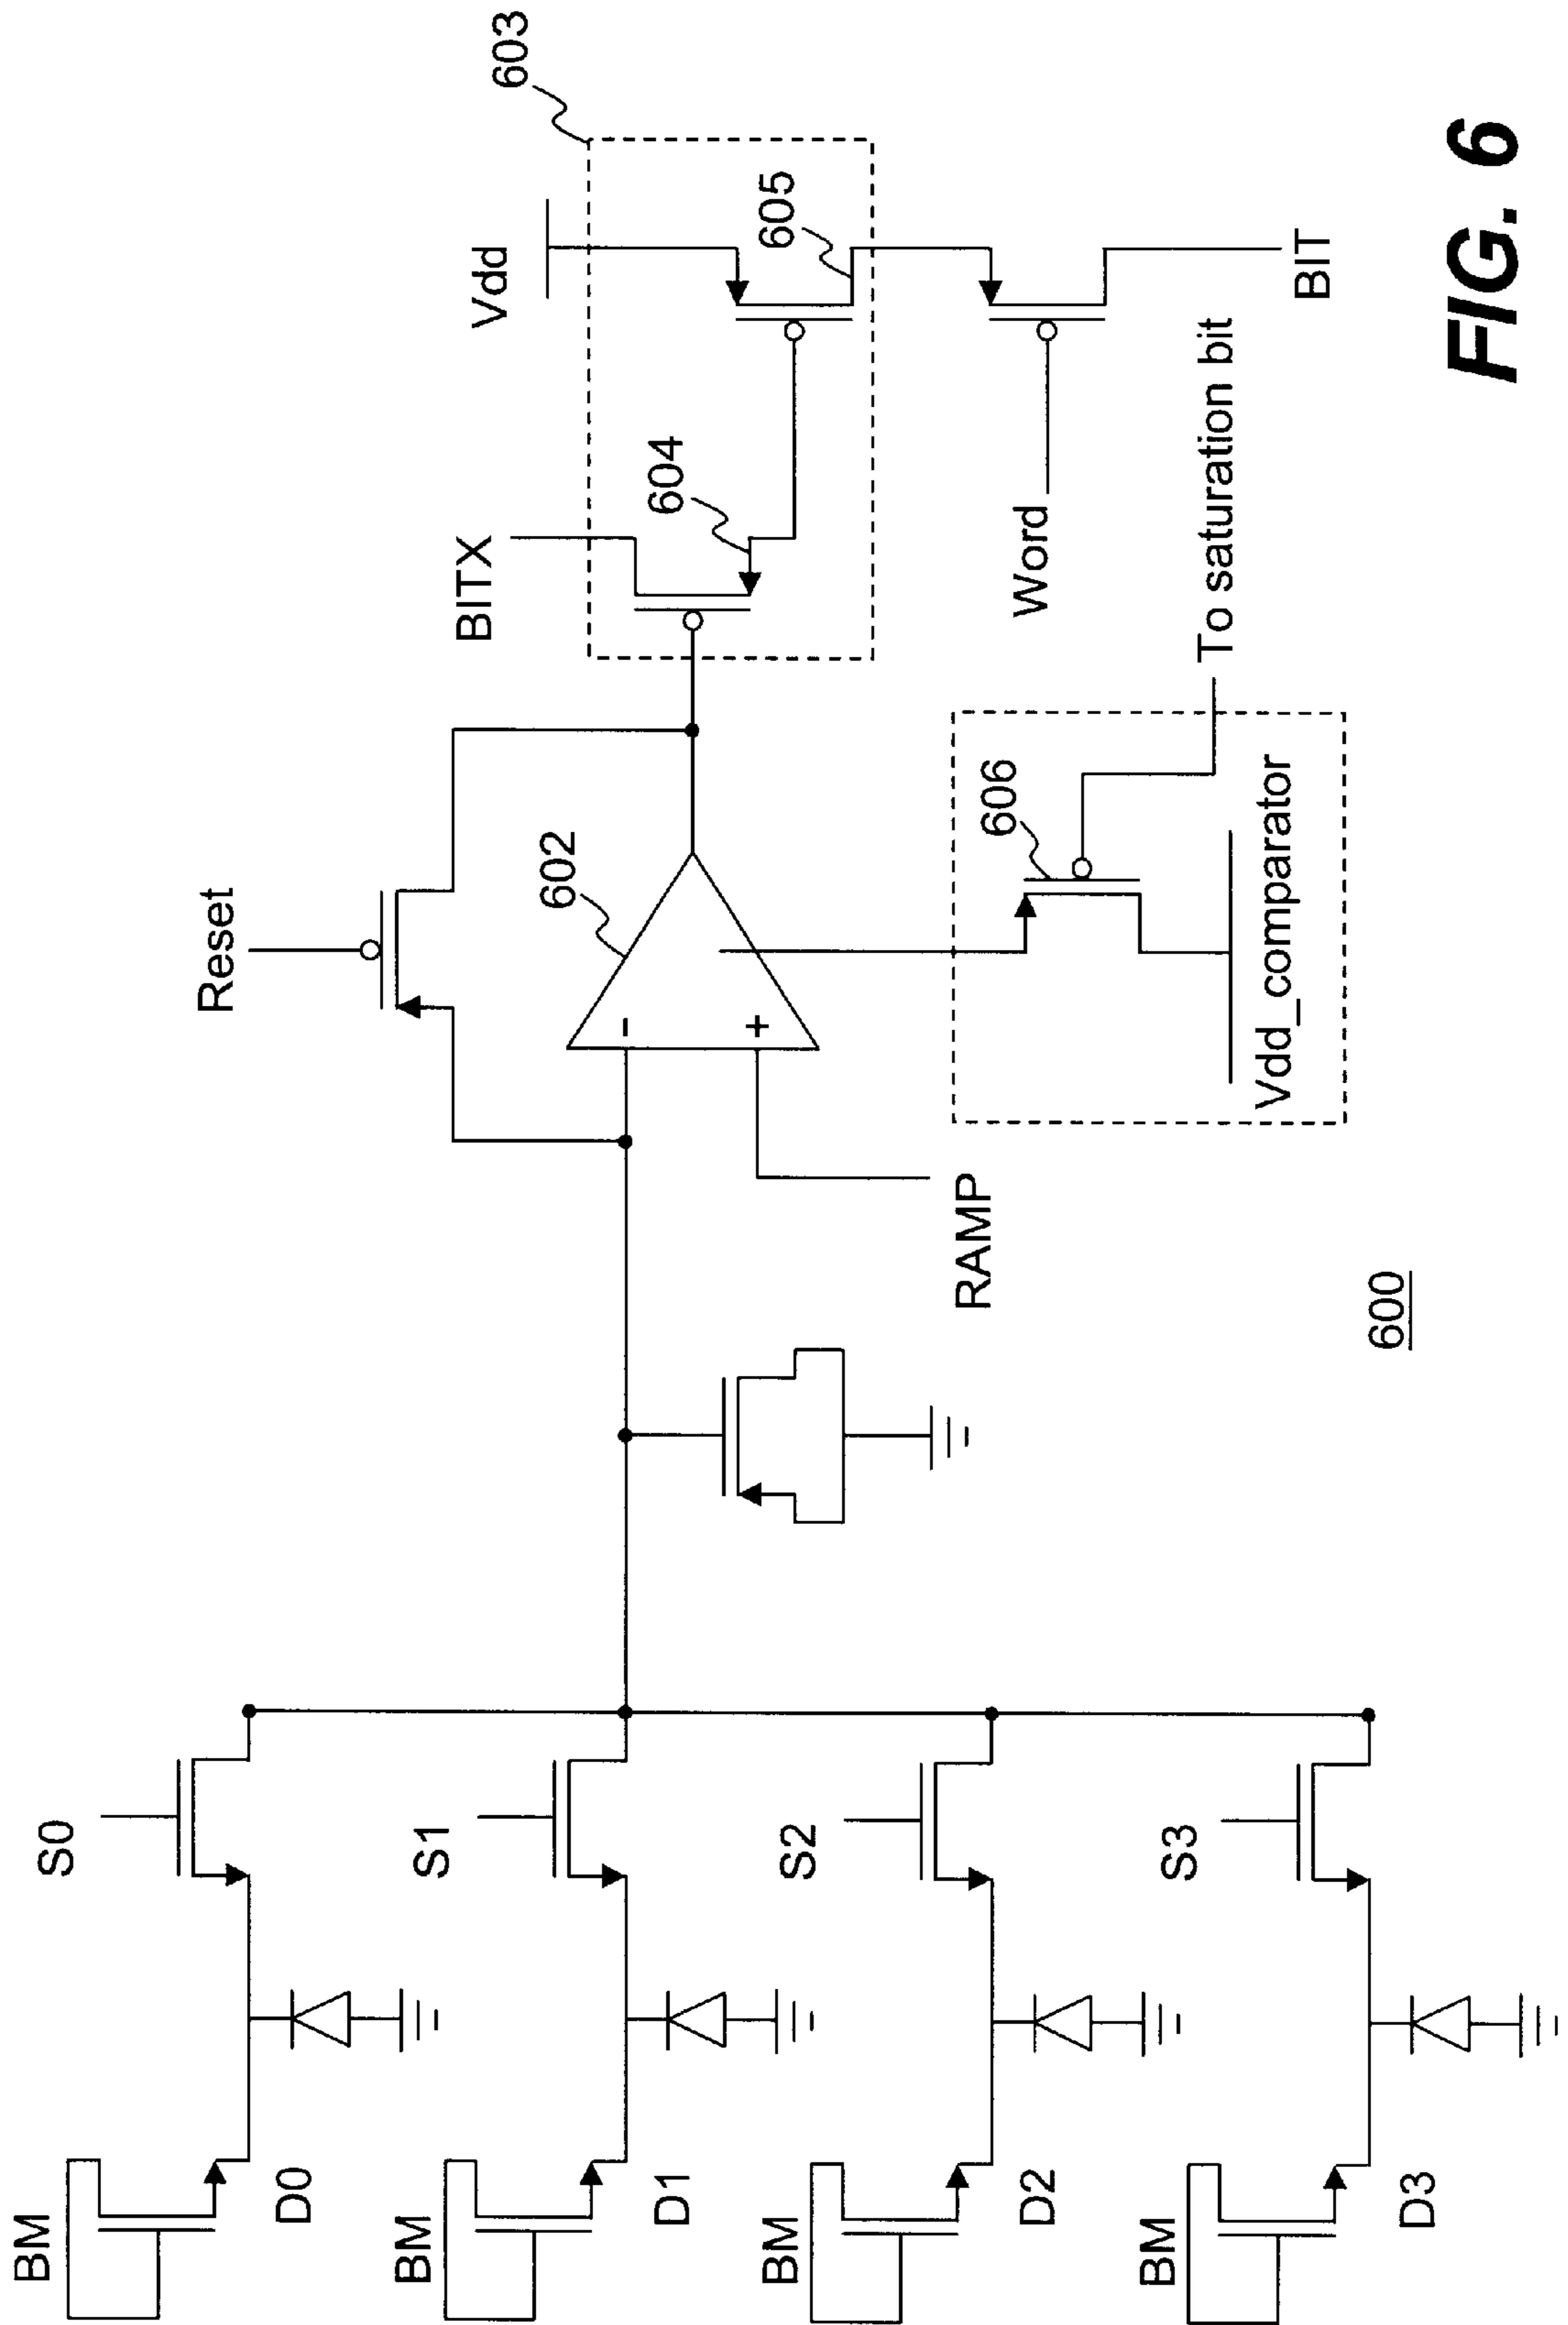 BM
D0
S0
BM
D1
S1
BM
D2
S2
BM
D3
S3
Reset
602
-
+
RAMP
606
Vdd_comparator
To saturation bit
BITX
604
603
Vdd
605
Word
BIT
600
FIG. 6